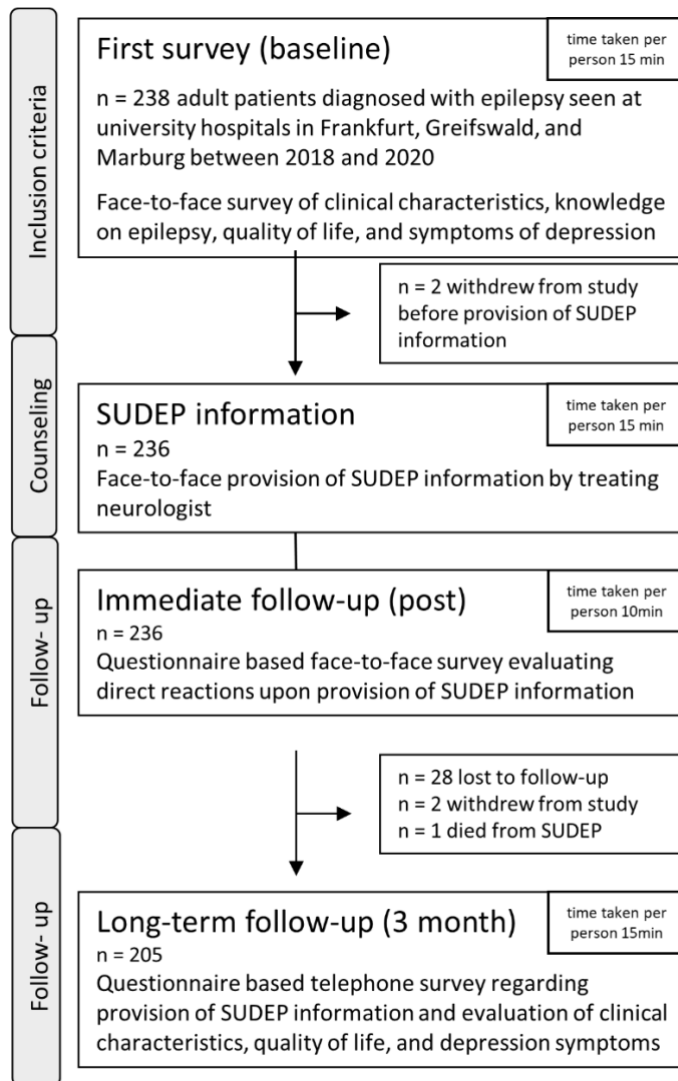 Inclusion criteria
First survey (baseline)
time taken per
person 15 min
n = 238 adult patients diagnosed with epilepsy seen at
university hospitals in Frankfurt, Greifswald, and
Marburg between 2018 and 2020
Face-to-face survey of clinical characteristics, knowledge
on epilepsy, quality of life, and symptoms of depression
n = 2 withdrew from study
before provision of SUDEP
information
Counseling
SUDEP information
time taken per
person 15 min
n = 236
Face-to-face provision of SUDEP information by treating
neurologist
Follow- up
Immediate follow-up (post)
time taken per
person 10min
n = 236
Questionnaire based face-to-face survey evaluating
direct reactions upon provision of SUDEP information
n = 28 lost to follow-up
n = 2 withdrew from study
n = 1 died from SUDEP
Follow- up
Long-term follow-up (3 month)
time taken per
person 15min
n = 205
Questionnaire based telephone survey regarding
provision of SUDEP information and evaluation of clinical
characteristics, quality of life, and depression symptoms